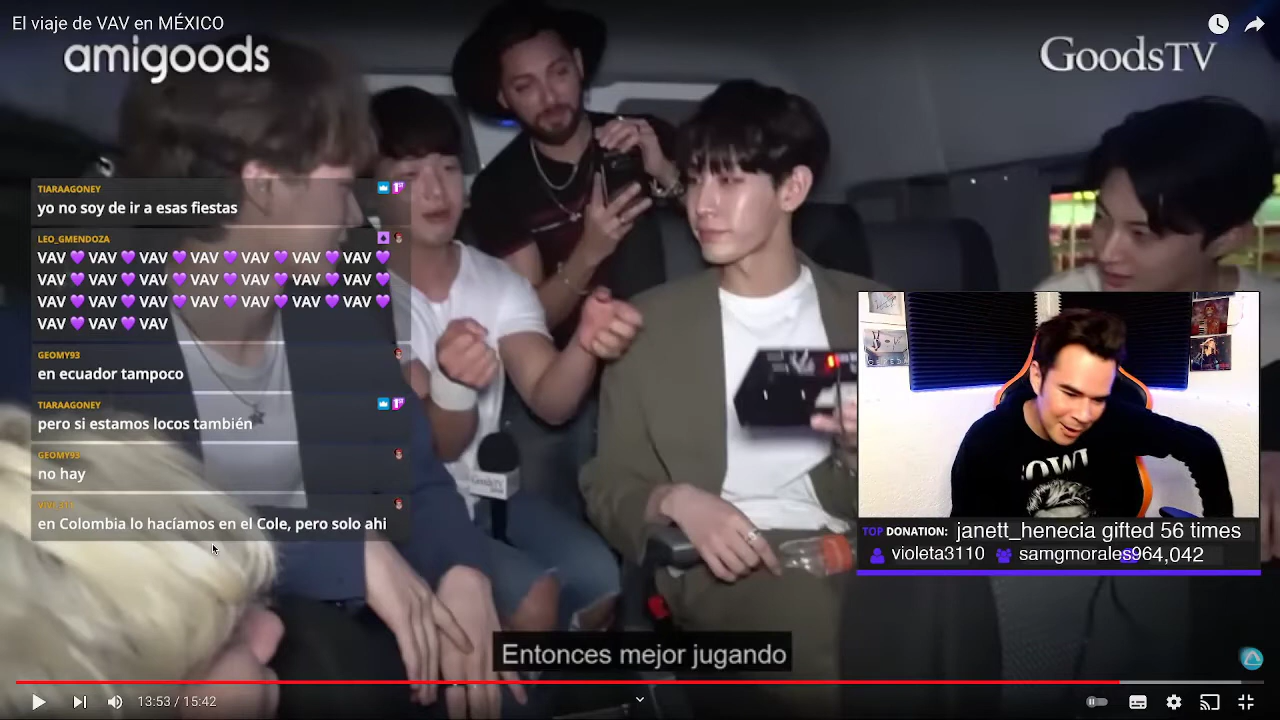 El viaje de VAV en MÉXICO
amigoods
GoodsTV
TIARAAGONEY
yo no soy de ir a esas fiestas
LEO_GMENDOZA
VAV 💜 VAV 💜 VAV 💜 VAV 💜 VAV 💜 VAV 💜 VAV 💜
VAV 💜 VAV 💜 VAV 💜 VAV 💜 VAV 💜 VAV 💜 VAV 💜
VAV 💜 VAV 💜 VAV 💜 VAV 💜 VAV 💜 VAV 💜 VAV 💜
VAV 💜 VAV 💜 VAV
GEOMY93
en ecuador tampoco
TIARAAGONEY
pero si estamos locos también
GEOMY93
no hay
en Colombia lo hacíamos en el Cole, pero solo ahi
GoodsTV
TOP DONATION: janett_henecia gifted 56 times
violeta3110 samgmorales964,042
Entonces mejor jugando
13:53 / 15:42